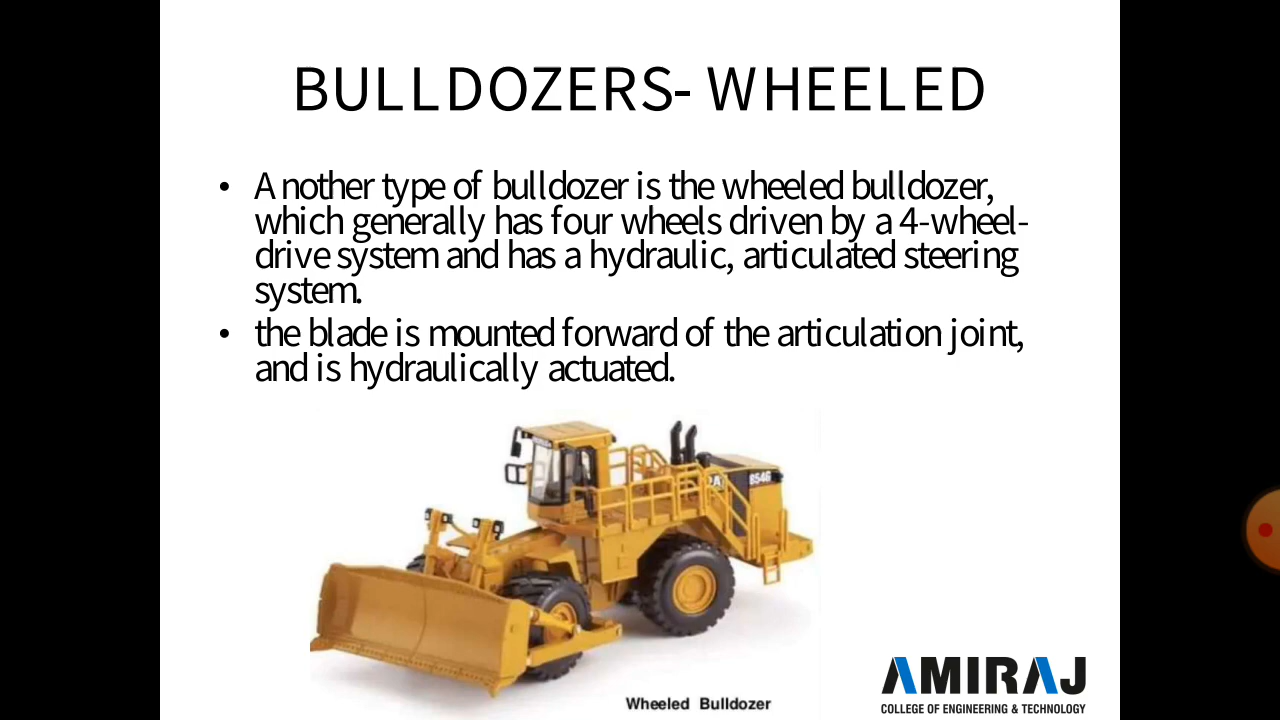 BULLDOZERS- WHEELED
• Another type of bulldozer is the wheeled bulldozer,
which generally has four wheels driven by a 4-wheel-
drive system and has a hydraulic, articulated steering
system.
• the blade is mounted forward of the articulation joint,
and is hydraulically actuated.
854G
Wheeled Bulldozer
AMIRAJ
COLLEGE OF ENGINEERING & TECHNOLOGY